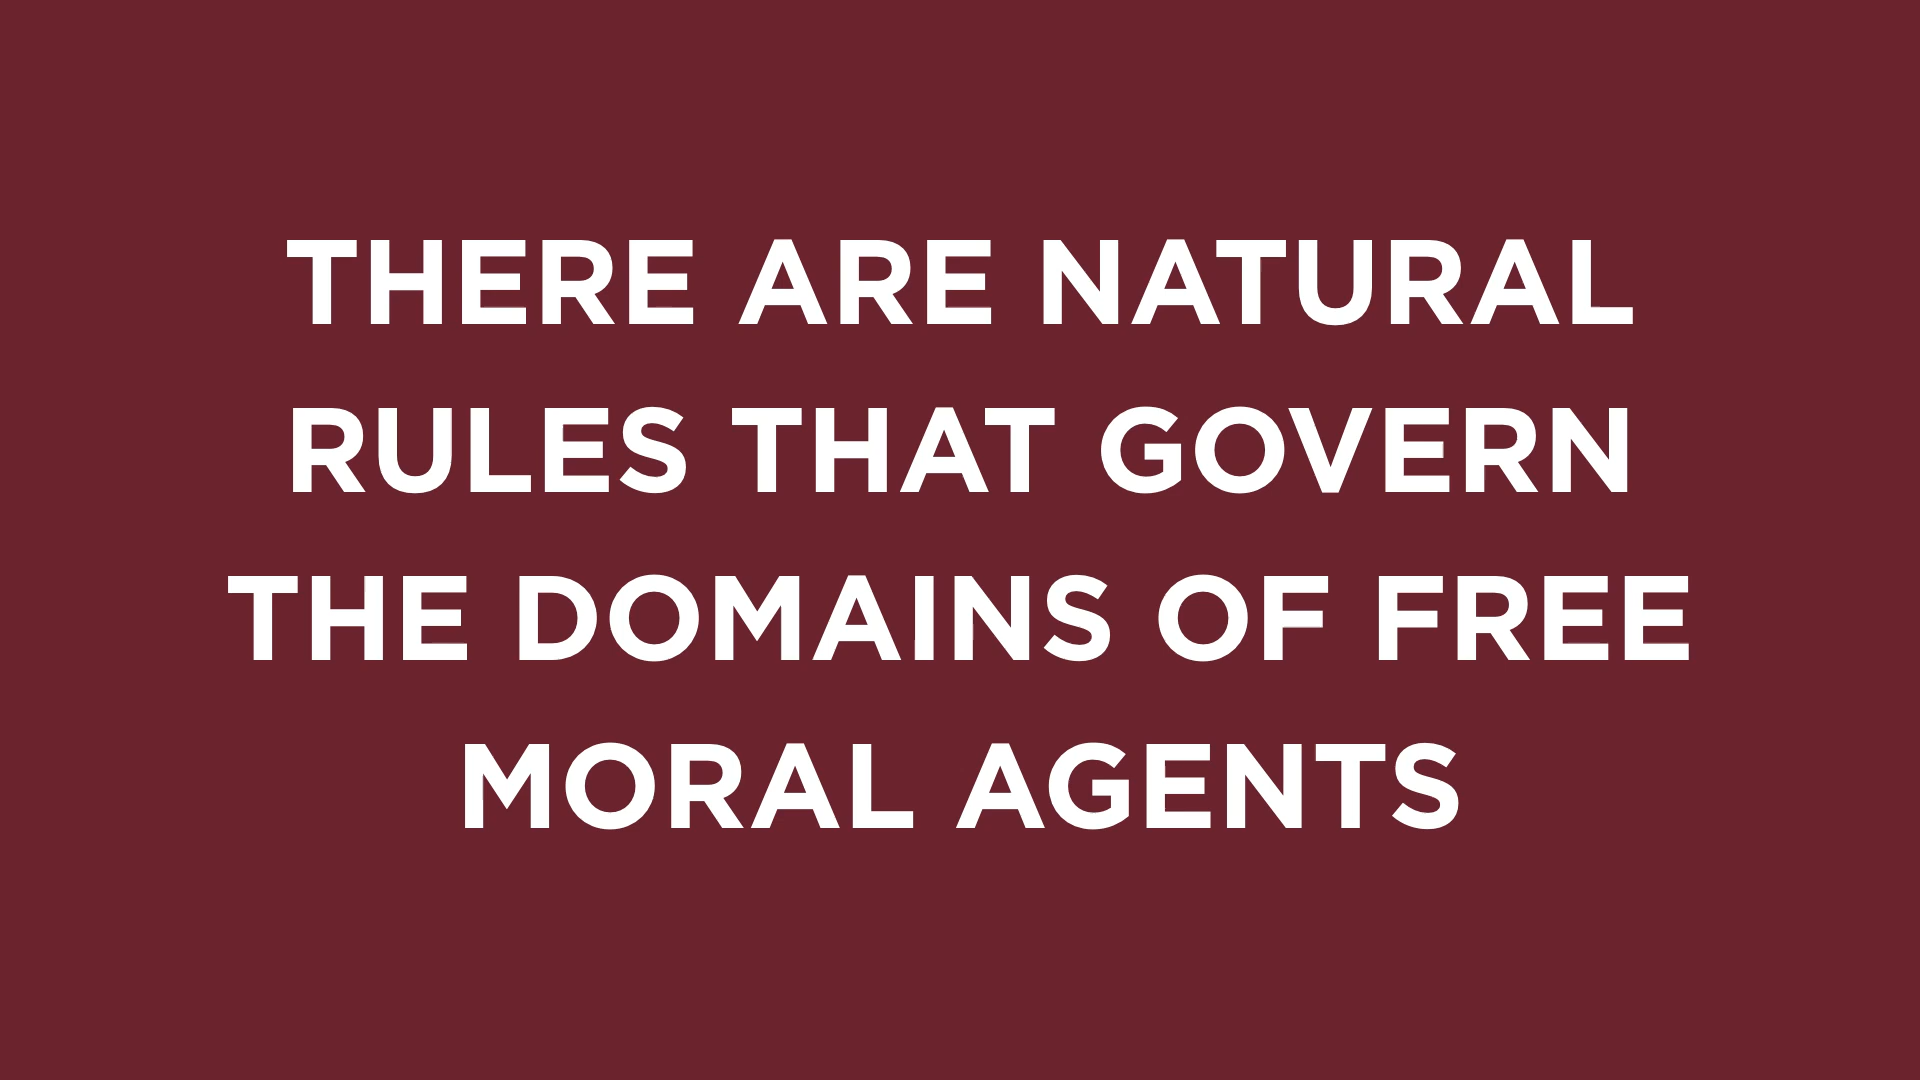 THERE ARE NATURAL
RULES THAT GOVERN
THE DOMAINS OF FREE
MORAL AGENTS